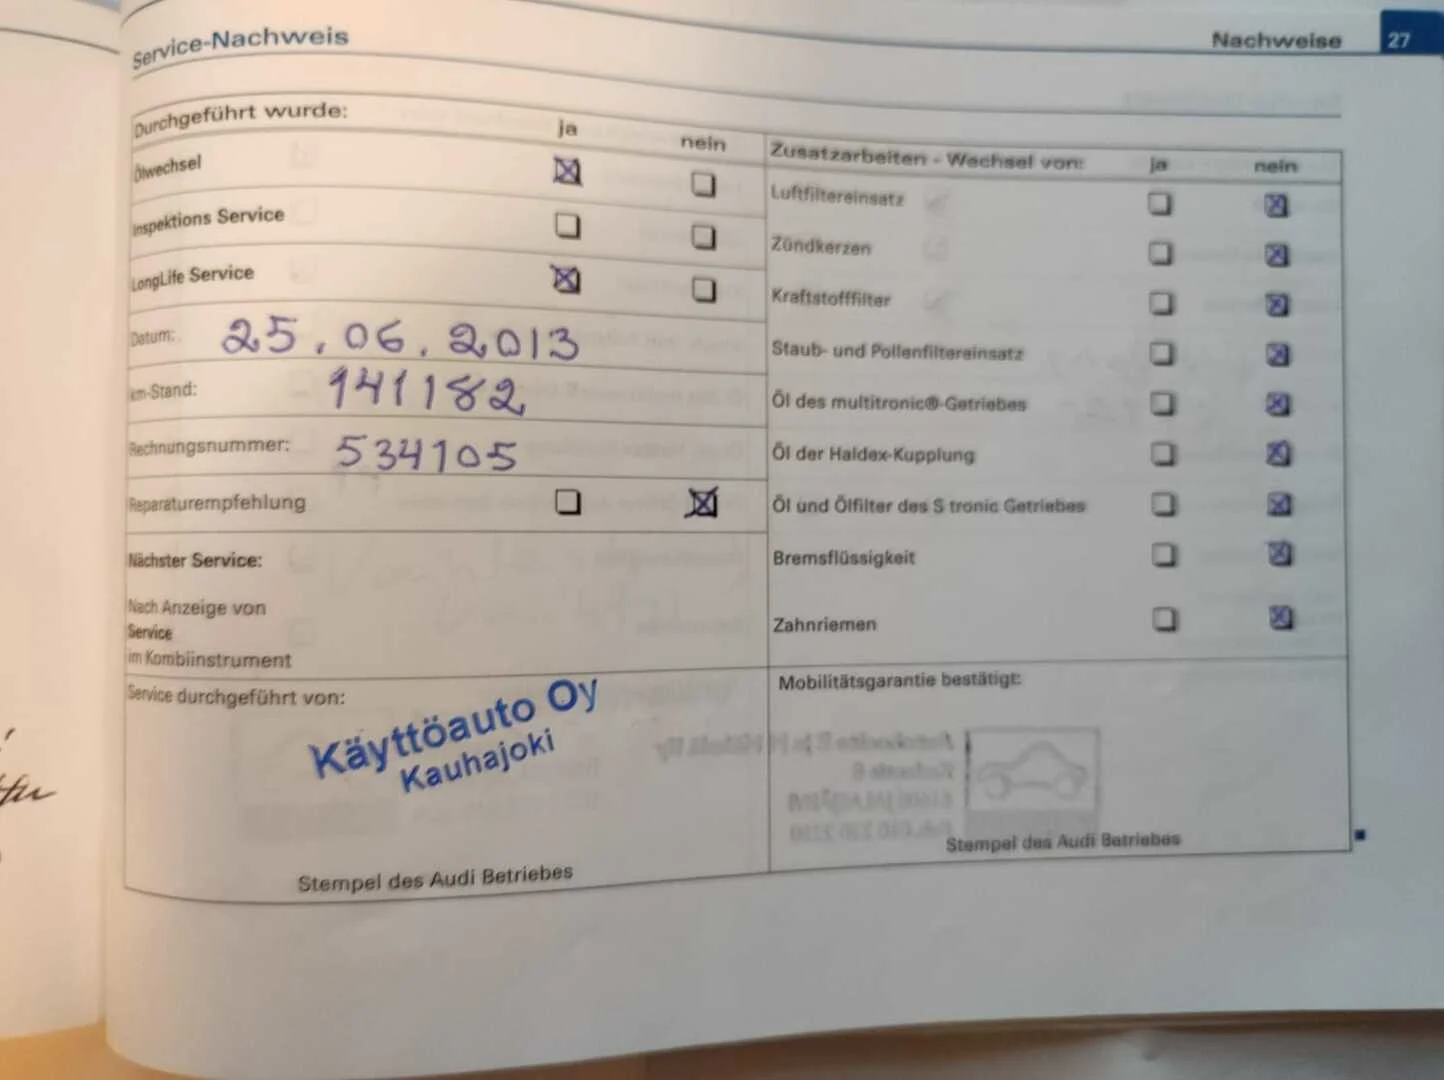 Service-Nachweis
Nachweise 27
Durchgeführt wurde: ja nein
Ölwechsel
Inspektions Service
LongLife Service
Datum: 25.06.2013
km-Stand: 141182
Rechnungsnummer: 534105
Reparaturempfehlung
Nächster Service:
Nach Anzeige von
Service
im Kombiinstrument
Service durchgeführt von:
Käyttöauto Oy
Kauhajoki
Stempel des Audi Betriebes
Zusatzarbeiten - Wechsel von: ja nein
Luftfiltereinsatz
Zündkerzen
Kraftstofffilter
Staub- und Pollenfiltereinsatz
Öl des multitronic®-Getriebes
Öl der Haldex-Kupplung
Öl und Ölfilter des S tronic Getriebes
Bremsflüssigkeit
Zahnriemen
Mobilitätsgarantie bestätigt:
Stempel des Audi Betriebes